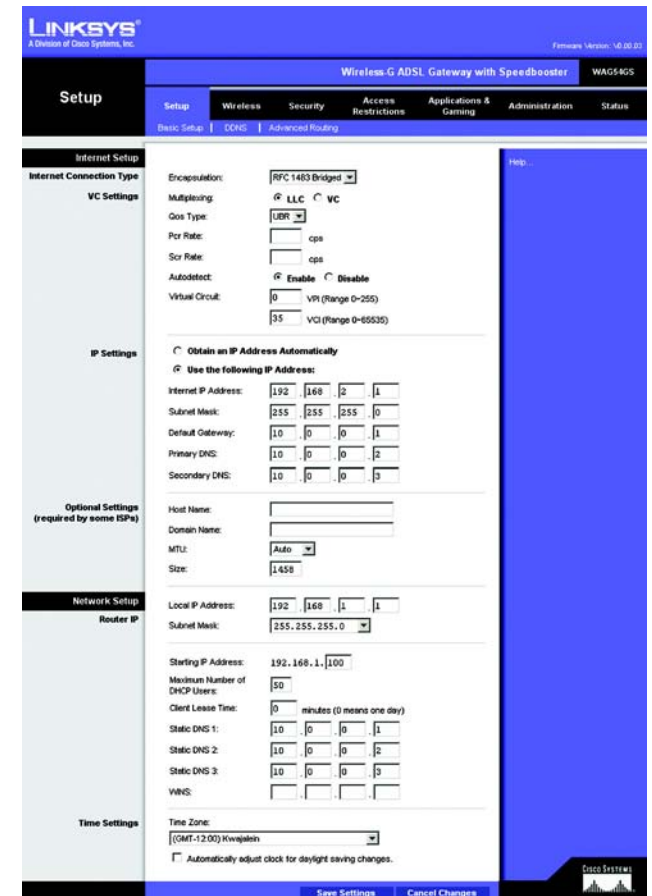 LINKSYS®
A Division of Cisco Systems, Inc.
Firmware Version: V0.00.03
Wireless-G ADSL Gateway with Speedbooster WAG54GS
Setup
Setup Wireless Security Access Restrictions Applications & Gaming Administration Status
Basic Setup | DDNS | Advanced Routing
Internet Setup
Help...
Internet Connection Type Encapsulation: RFC 1483 Bridged
VC Settings Multiplexing: LLC VC
Qos Type: UBR
Pcr Rate: cps
Scr Rate: cps
Autodetect: Enable Disable
Virtual Circuit: 0 VPI (Range 0~255)
35 VCI (Range 0~65535)
IP Settings Obtain an IP Address Automatically
Use the following IP Address:
Internet IP Address: 192 . 168 . 2 . 1
Subnet Mask: 255 . 255 . 255 . 0
Default Gateway: 10 . 0 . 0 . 1
Primary DNS: 10 . 0 . 0 . 2
Secondary DNS: 10 . 0 . 0 . 3
Optional Settings Host Name:
(required by some ISPs)
Domain Name:
MTU: Auto
Size: 1458
Network Setup
Local IP Address: 192 . 168 . 1 . 1
Router IP
Subnet Mask: 255.255.255.0
Starting IP Address: 192.168.1. 100
Maximum Number of
DHCP Users: 50
Client Lease Time: 0 minutes (0 means one day)
Static DNS 1: 10 . 0 . 0 . 1
Static DNS 2: 10 . 0 . 0 . 2
Static DNS 3: 10 . 0 . 0 . 3
WINS: . . .
Time Settings Time Zone:
(GMT-12:00) Kwajalein
Automatically adjust clock for daylight saving changes.
Save Settings Cancel Changes
CISCO SYSTEMS